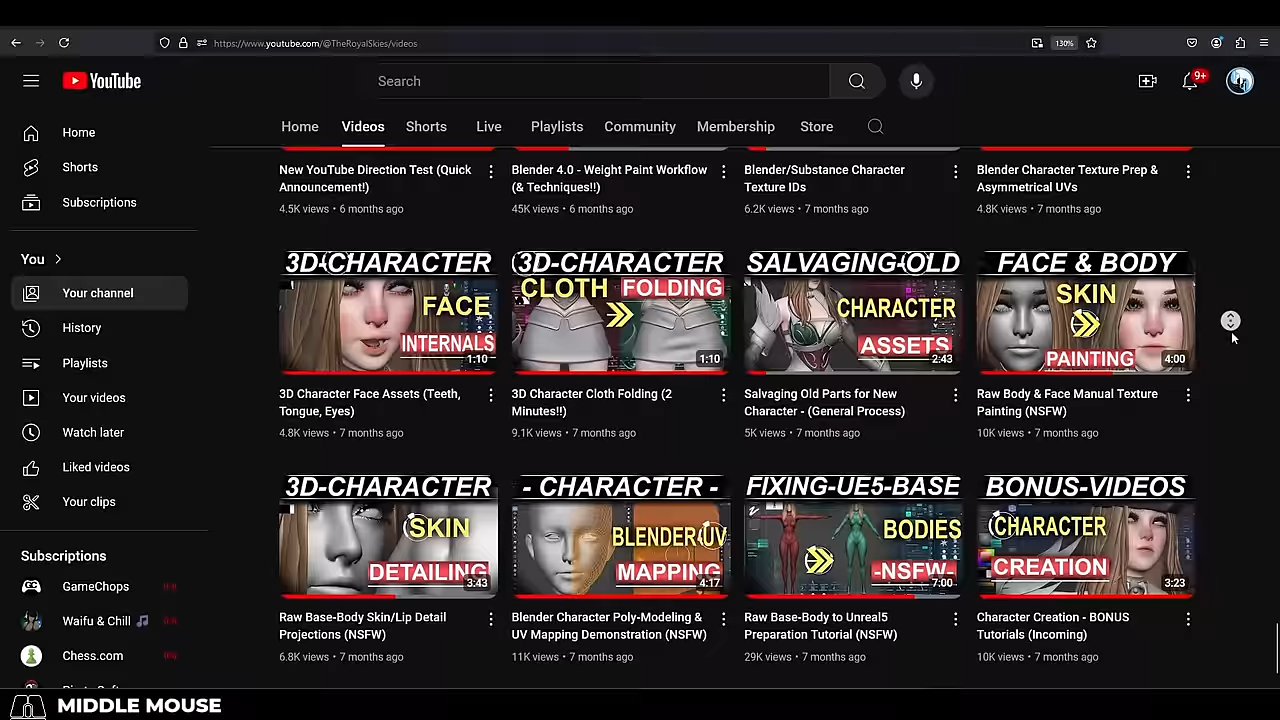 https://www.youtube.com/@TheRoyalSkies/videos
130%
YouTube
Search
9+
Home
Shorts
Subscriptions
You
Your channel
History
Playlists
Your videos
Watch later
Liked videos
Your clips
Subscriptions
GameChops
Waifu & Chill
Chess.com
Home Videos Shorts Live Playlists Community Membership Store
New YouTube Direction Test (Quick
Announcement!)
4.5K views • 6 months ago
Blender 4.0 - Weight Paint Workflow
(& Techniques!!)
45K views • 6 months ago
Blender/Substance Character
Texture IDs
6.2K views • 7 months ago
Blender Character Texture Prep &
Asymmetrical UVs
4.8K views • 7 months ago
3D-CHARACTER
FACE
INTERNALS
1:10
3D Character Face Assets (Teeth,
Tongue, Eyes)
4.8K views • 7 months ago
3D-CHARACTER
CLOTH FOLDING
1:10
3D Character Cloth Folding (2
Minutes!!)
9.1K views • 7 months ago
SALVAGING-OLD
CHARACTER
ASSETS
2:43
Salvaging Old Parts for New
Character - (General Process)
5K views • 7 months ago
FACE & BODY
SKIN
PAINTING
4:00
Raw Body & Face Manual Texture
Painting (NSFW)
10K views • 7 months ago
3D-CHARACTER
SKIN
DETAILING
3:43
Raw Base-Body Skin/Lip Detail
Projections (NSFW)
6.8K views • 7 months ago
- CHARACTER -
BLENDER UV
MAPPING
4:17
Blender Character Poly-Modeling &
UV Mapping Demonstration (NSFW)
11K views • 7 months ago
FIXING-UE5-BASE
BODIES
-NSFW-
7:00
Raw Base-Body to Unreal5
Preparation Tutorial (NSFW)
29K views • 7 months ago
BONUS-VIDEOS
CHARACTER
CREATION
3:23
Character Creation - BONUS
Tutorials (Incoming)
10K views • 7 months ago
MIDDLE MOUSE